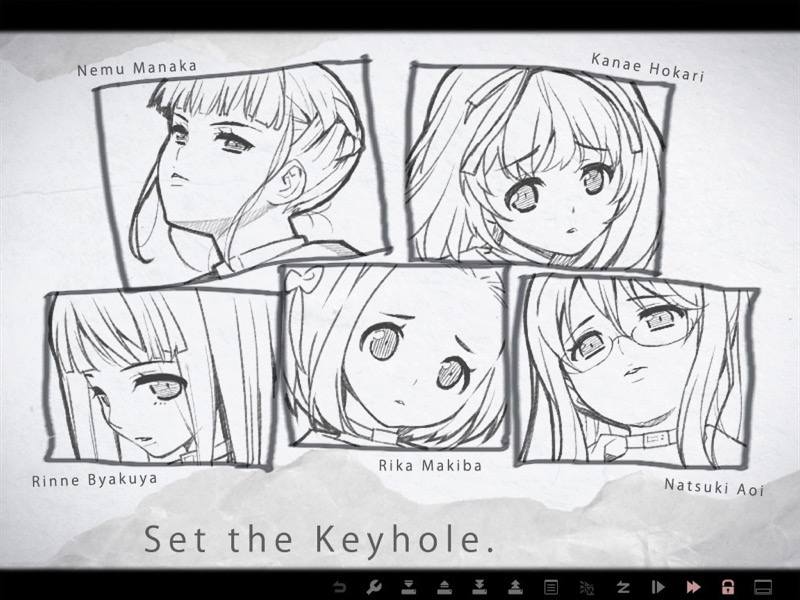 Nemu Manaka
Kanae Hokari
Rinne Byakuya
Rika Makiba
Natsuki Aoi
Set the Keyhole.